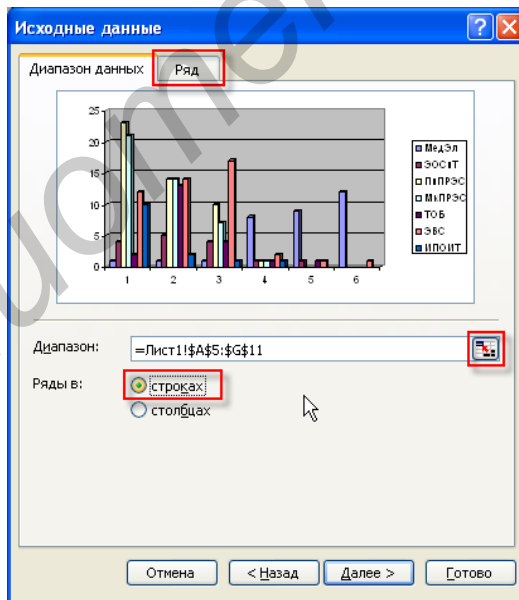 Исходные данные
Диапазон данных
Ряд
25
20
15
10
5
0
1 2 3 4 5 6
МедЭл
ЭОСиТ
ПиПРЭС
МиКПРЭС
ТОБ
ЭВС
ИПОИТ
Диапазон: =Лист1!$A$5:$G$11
Ряды в: строках
столбцах
Отмена < Назад Далее > Готово